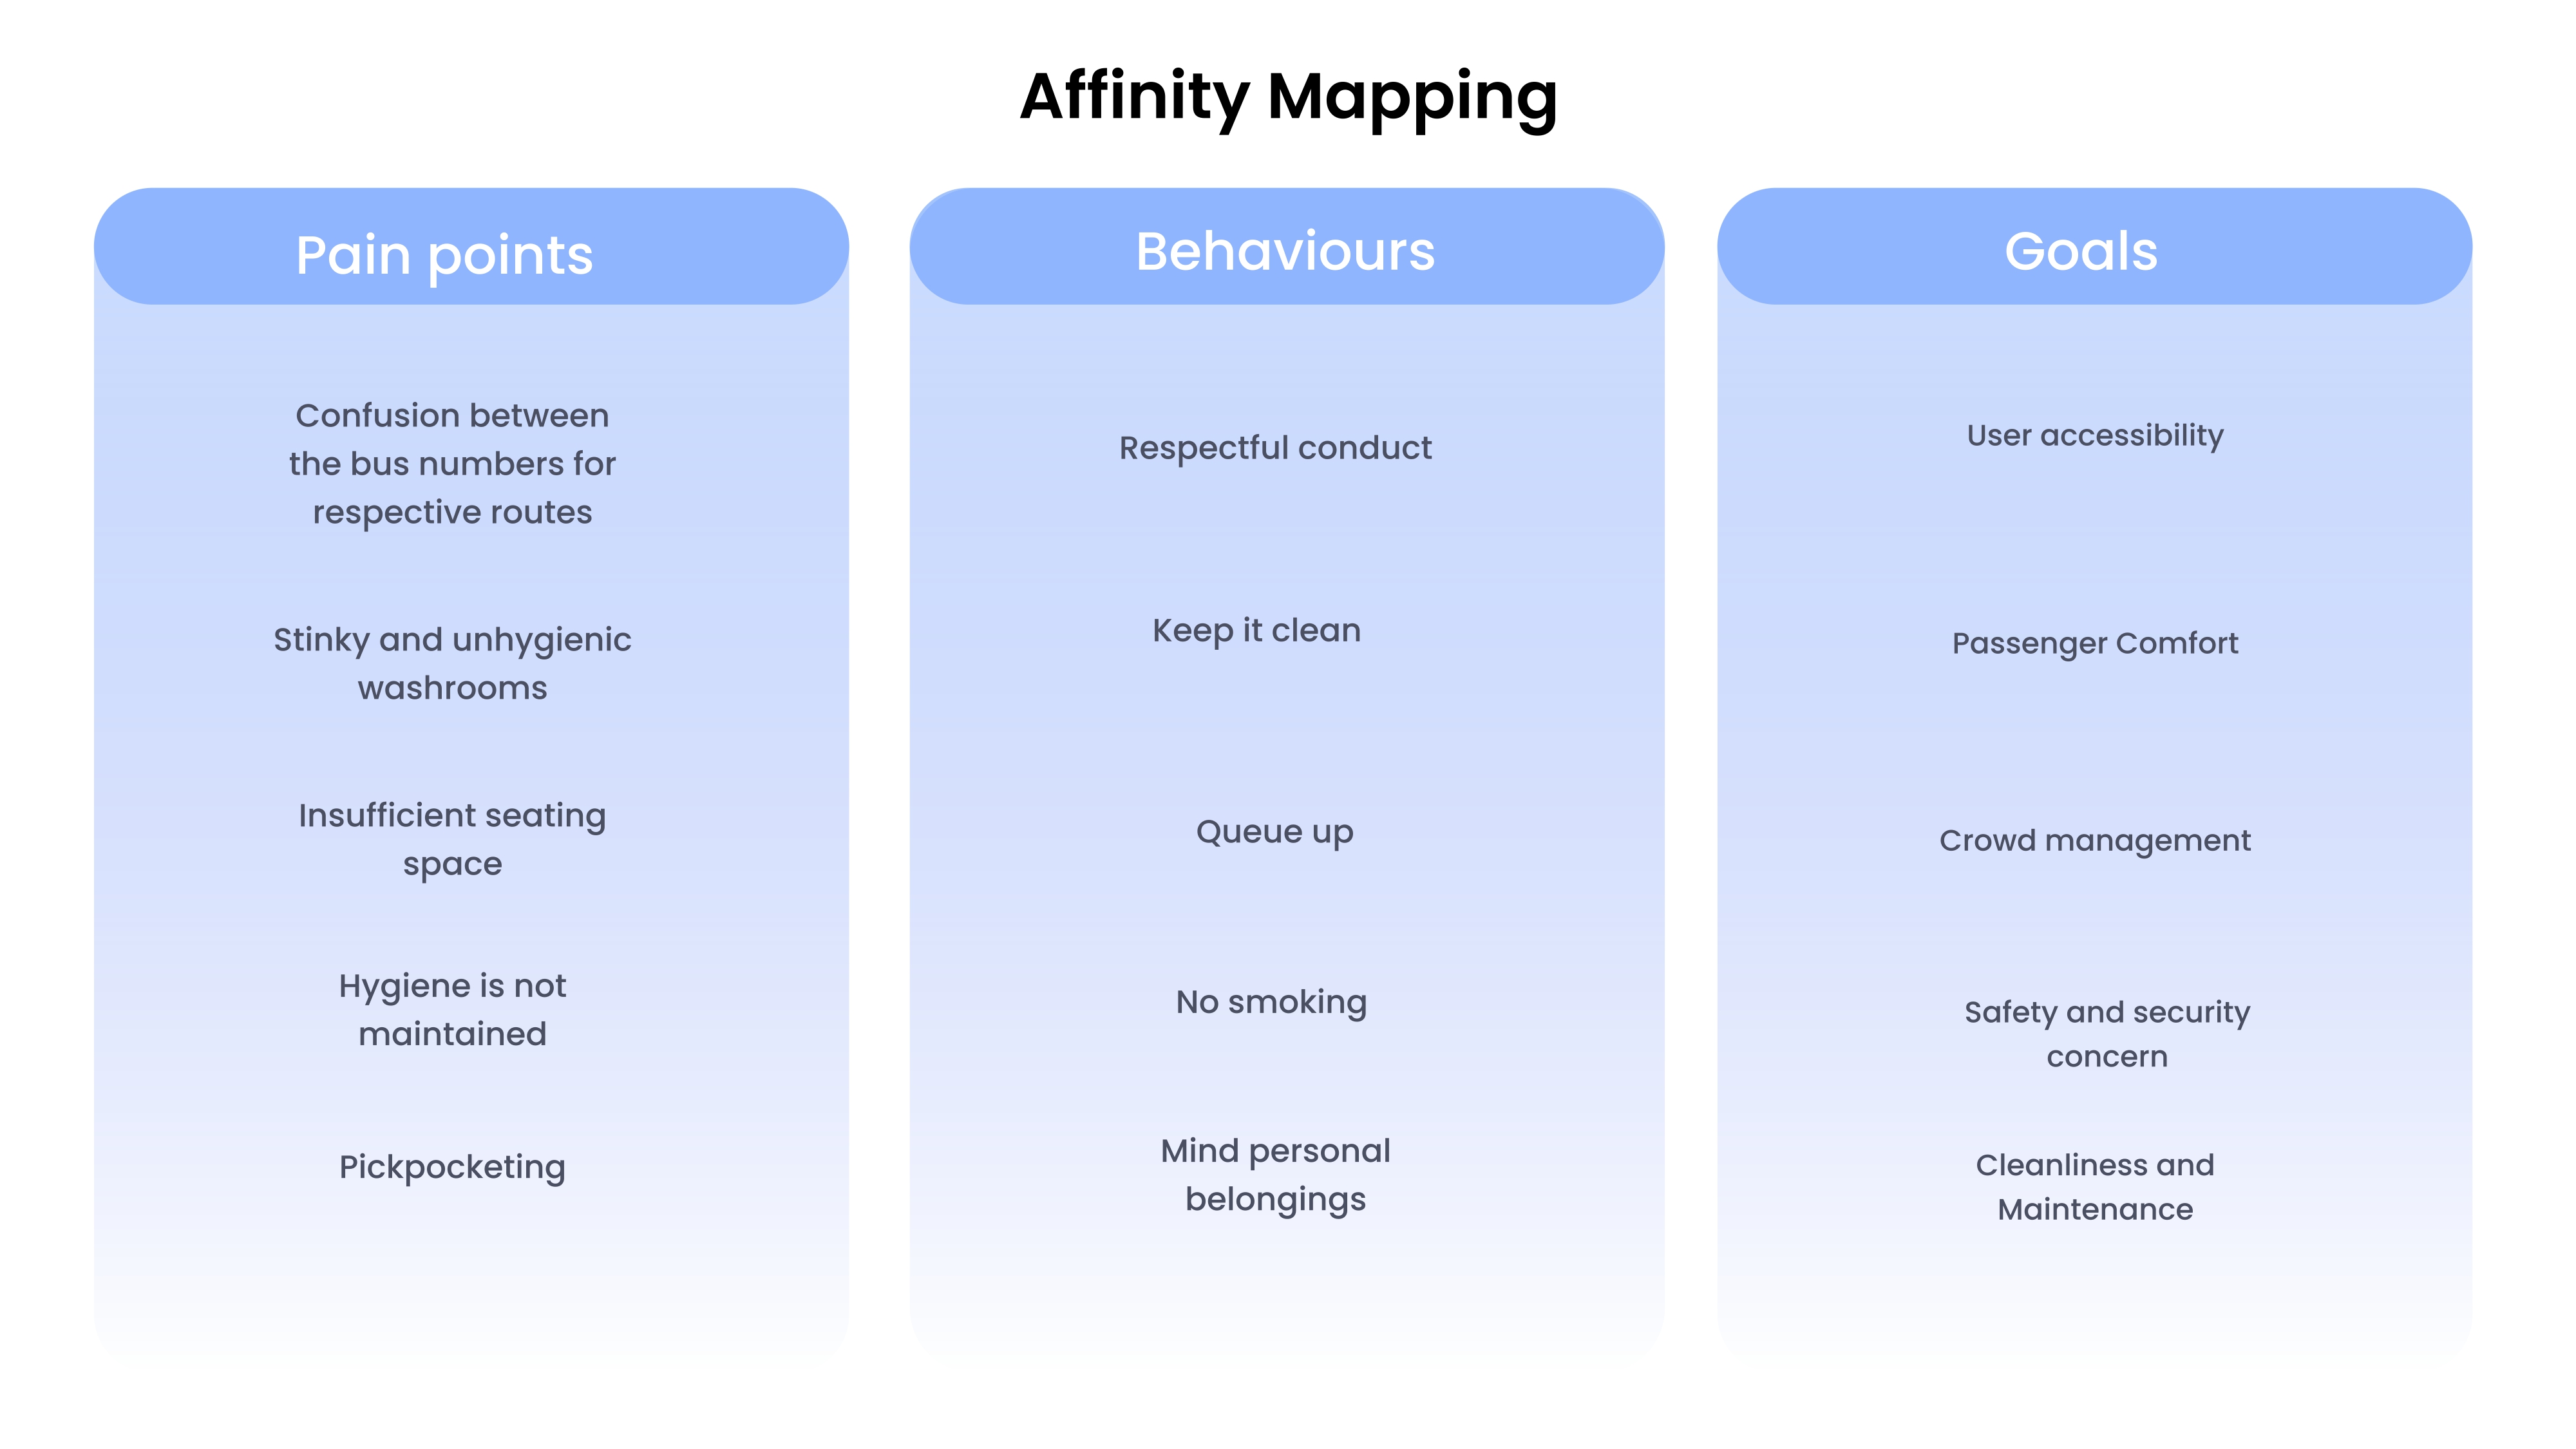 Affinity Mapping
Pain points
Confusion between
the bus numbers for
respective routes
Stinky and unhygienic
washrooms
Insufficient seating
space
Hygiene is not
maintained
Pickpocketing
Behaviours
Respectful conduct
Keep it clean
Queue up
No smoking
Mind personal
belongings
Goals
User accessibility
Passenger Comfort
Crowd management
Safety and security
concern
Cleanliness and
Maintenance